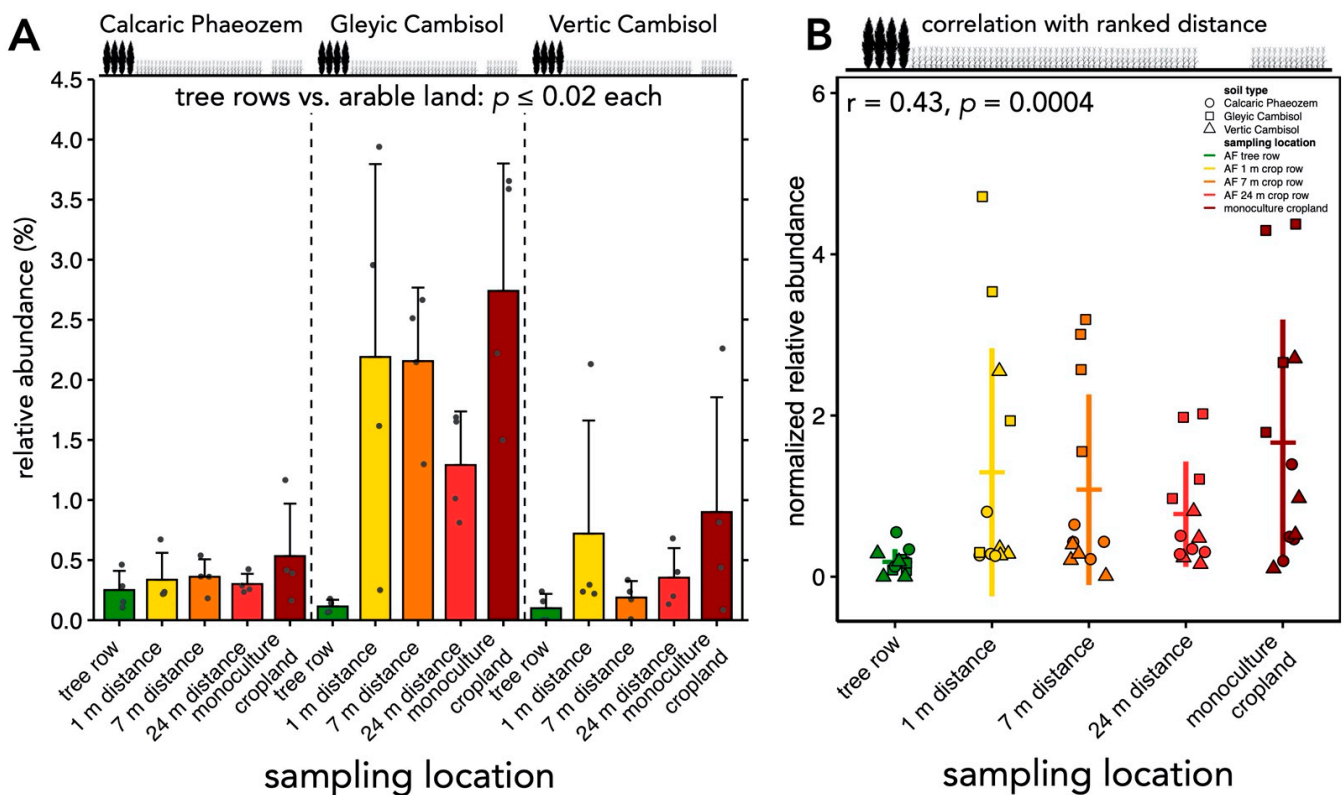 A
Calcaric Phaeozem
Gleyic Cambisol
Vertic Cambisol
tree rows vs. arable land: p ≤ 0.02 each
relative abundance (%)
4.5
4.0
3.5
3.0
2.5
2.0
1.5
1.0
0.5
0.0
tree row
1 m distance
7 m distance
24 m distance
monoculture
cropland
tree row
1 m distance
7 m distance
24 m distance
monoculture
cropland
tree row
1 m distance
7 m distance
24 m distance
monoculture
cropland
sampling location
B
correlation with ranked distance
r = 0.43, p = 0.0004
soil type
Calcaric Phaeozem
Gleyic Cambisol
Vertic Cambisol
sampling location
AF tree row
AF 1 m crop row
AF 7 m crop row
AF 24 m crop row
monoculture cropland
normalized relative abundance
6
4
2
0
tree row
1 m distance
7 m distance
24 m distance
monoculture
cropland
sampling location